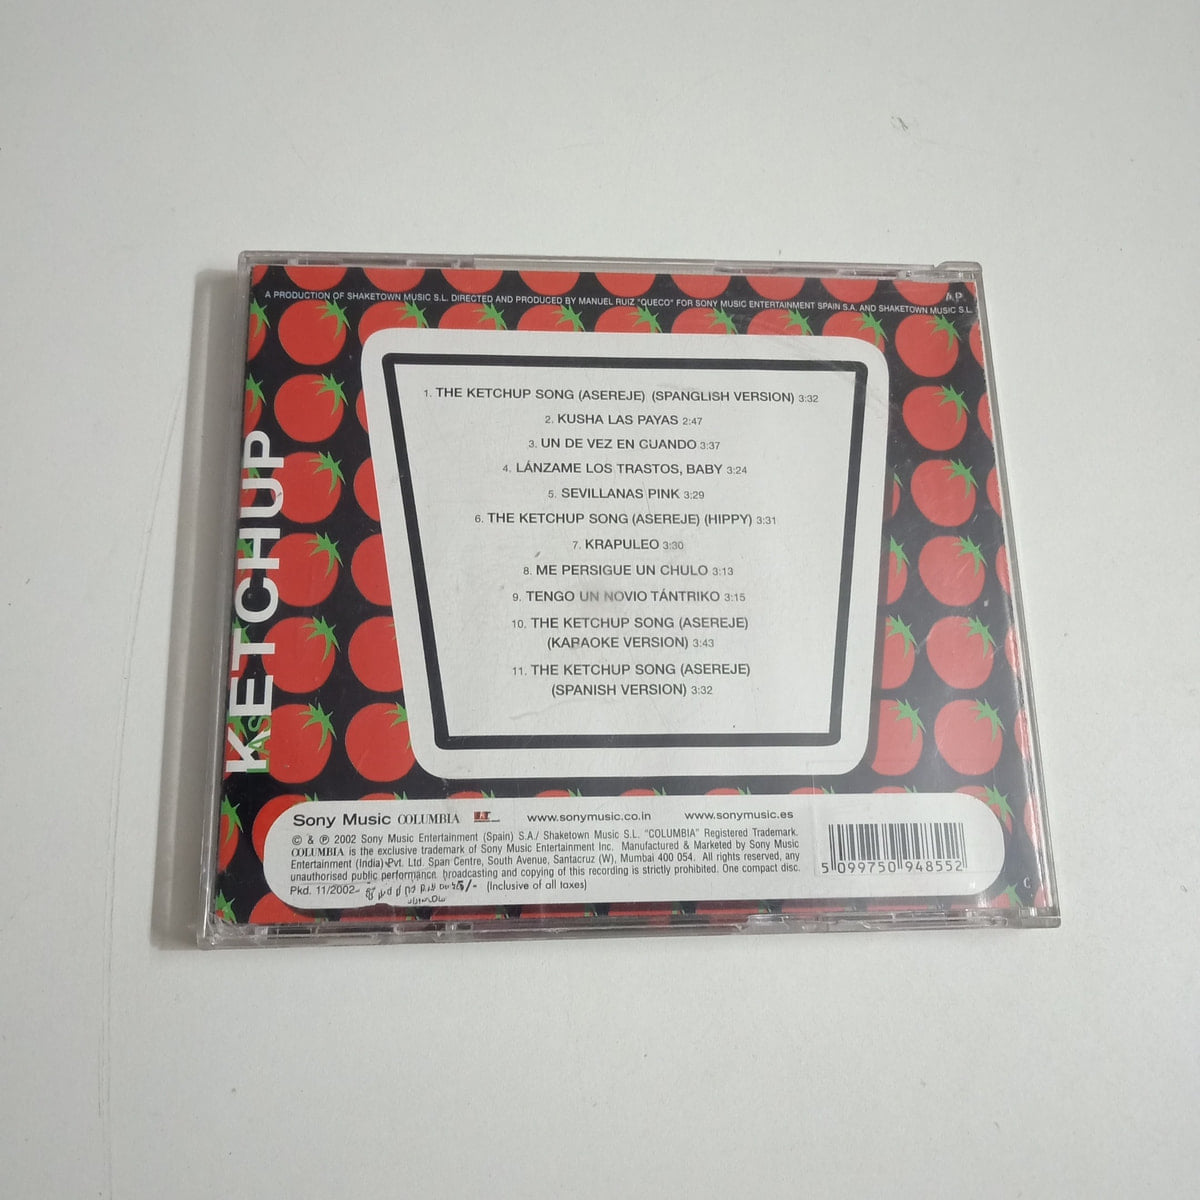 A.P.
A PRODUCTION OF SHAKETOWN MUSIC S.L. DIRECTED AND PRODUCED BY MANUEL RUIZ "QUECO" FOR SONY MUSIC ENTERTAINMENT SPAIN S.A. AND SHAKETOWN MUSIC S.L.
LAS
KETCHUP
1. THE KETCHUP SONG (ASEREJE) (SPANGLISH VERSION) 3:32
2. KUSHA LAS PAYAS 2:47
3. UN DE VEZ EN CUANDO 3:37
4. LÁNZAME LOS TRASTOS, BABY 3:24
5. SEVILLANAS PINK 3:29
6. THE KETCHUP SONG (ASEREJE) (HIPPY) 3:31
7. KRAPULEO 3:30
8. ME PERSIGUE UN CHULO 3:13
9. TENGO UN NOVIO TÁNTRIKO 3:15
10. THE KETCHUP SONG (ASEREJE)
(KARAOKE VERSION) 3:43
11. THE KETCHUP SONG (ASEREJE)
(SPANISH VERSION) 3:32
Sony Music COLUMBIA www.sonymusic.co.in www.sonymusic.es
© & ℗ 2002 Sony Music Entertainment (Spain) S.A./ Shaketown Music S.L. "COLUMBIA" Registered Trademark.
COLUMBIA is the exclusive trademark of Sony Music Entertainment Inc. Manufactured & Marketed by Sony Music
Entertainment (India) Pvt. Ltd. Span Centre, South Avenue, Santacruz (W), Mumbai 400 054. All rights reserved, any
unauthorised public performance, broadcasting and copying of this recording is strictly prohibited. One compact disc.
Pkd. 11/2002 (Inclusive of all taxes)
5 099750 948552
C